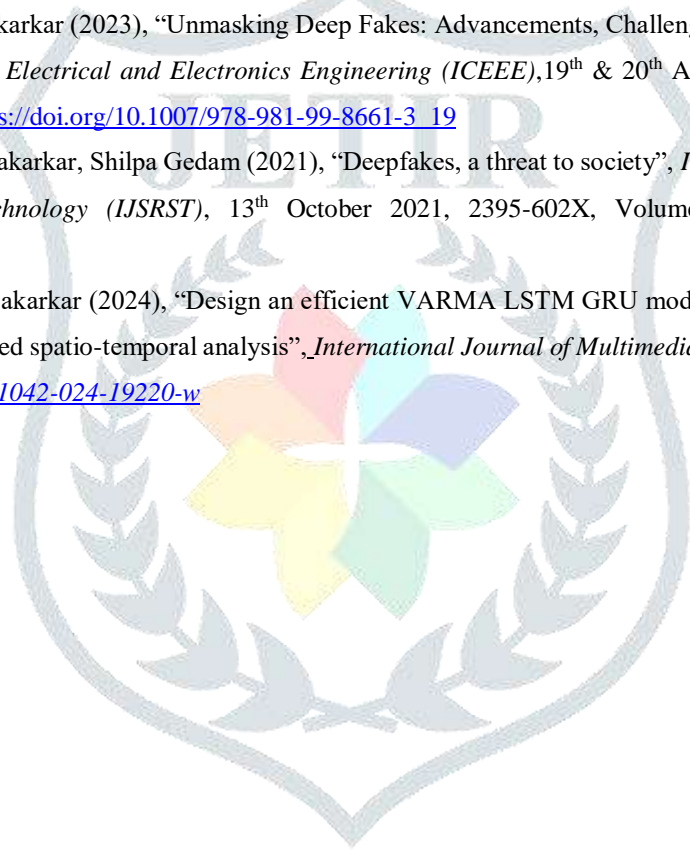 karkar (2023), “Unmasking Deep Fakes: Advancements, Challeng
Electrical and Electronics Engineering (ICEEE),19th & 20th A
s://doi.org/10.1007/978-981-99-8661-3_19
akarkar, Shilpa Gedam (2021), “Deepfakes, a threat to society”, I
chnology (IJSRST), 13th October 2021, 2395-602X, Volume
akarkar (2024), “Design an efficient VARMA LSTM GRU mod
ed spatio-temporal analysis”, International Journal of Multimedia
1042-024-19220-w
JETIR